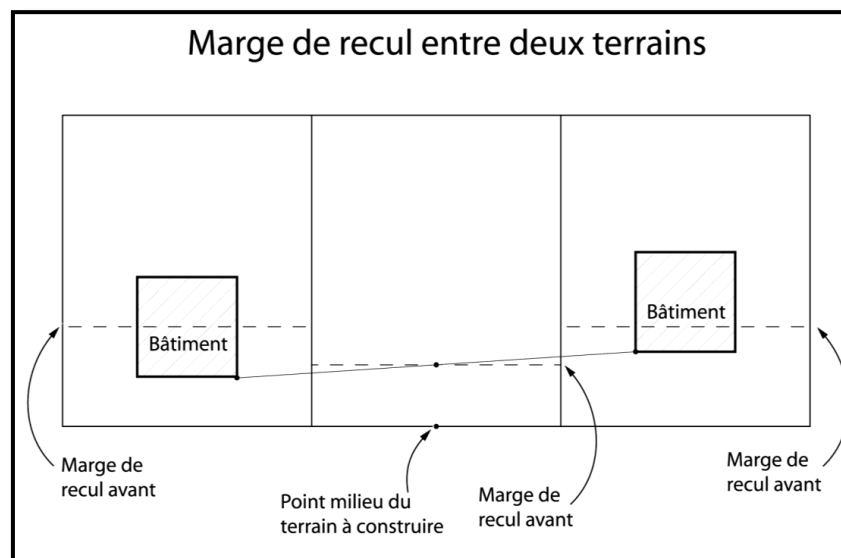 Marge de recul entre deux terrains
Bâtiment
Bâtiment
Marge de
recul avant
Point milieu du
terrain à construire
Marge de
recul avant
Marge de
recul avant